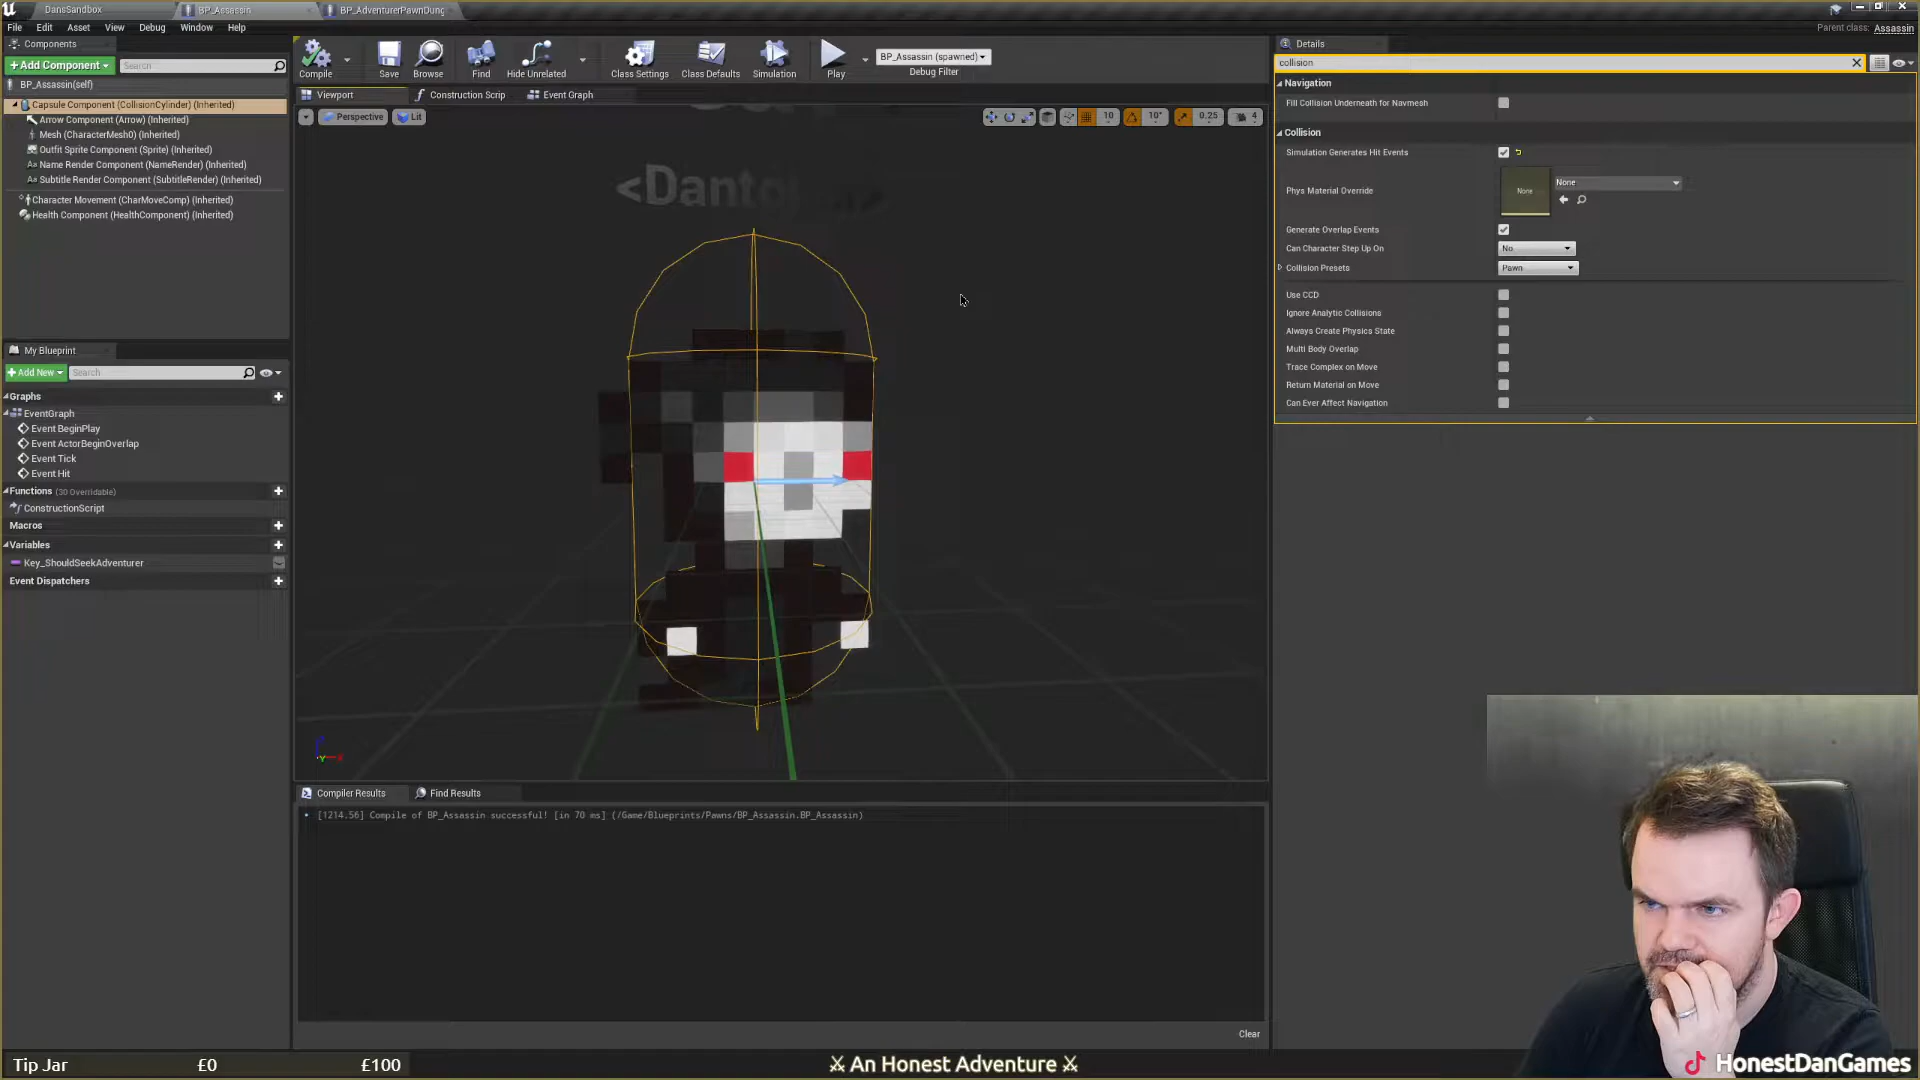 DansSandbox
BP_Assassin
BP_AdventurerPawnDung
File Edit Asset View Debug Window Help
Parent class: Assassin
Components
+Add Component
Search
BP_Assassin(self)
Capsule Component (CollisionCylinder) (Inherited)
Arrow Component (Arrow) (Inherited)
Mesh (CharacterMesh0) (Inherited)
Outfit Sprite Component (Sprite) (Inherited)
Name Render Component (NameRender) (Inherited)
Subtitle Render Component (SubtitleRender) (Inherited)
Character Movement (CharMoveComp) (Inherited)
Health Component (HealthComponent) (Inherited)
My Blueprint
+Add New
Search
Graphs
EventGraph
Event BeginPlay
Event ActorBeginOverlap
Event Tick
Event Hit
Functions (30 Overridable)
ConstructionScript
Macros
Variables
Key_ShouldSeekAdventurer
Event Dispatchers
Compile
Save
Browse
Find
Hide Unrelated
Class Settings
Class Defaults
Simulation
Play
BP_Assassin (spawned)
Debug Filter
Viewport
Construction Scrip
Event Graph
Perspective
Lit
10
10°
0.25
4
Compiler Results
Find Results
[1214.56] Compile of BP_Assassin successful! [in 70 ms] (/Game/Blueprints/Pawns/BP_Assassin.BP_Assassin)
Clear
Details
collision
Navigation
Fill Collision Underneath for Navmesh
Collision
Simulation Generates Hit Events
Phys Material Override
None
None
Generate Overlap Events
Can Character Step Up On
No
Collision Presets
Pawn
Use CCD
Ignore Analytic Collisions
Always Create Physics State
Multi Body Overlap
Trace Complex on Move
Return Material on Move
Can Ever Affect Navigation
Tip Jar
£0
£100
⚔ An Honest Adventure ⚔
HonestDanGames